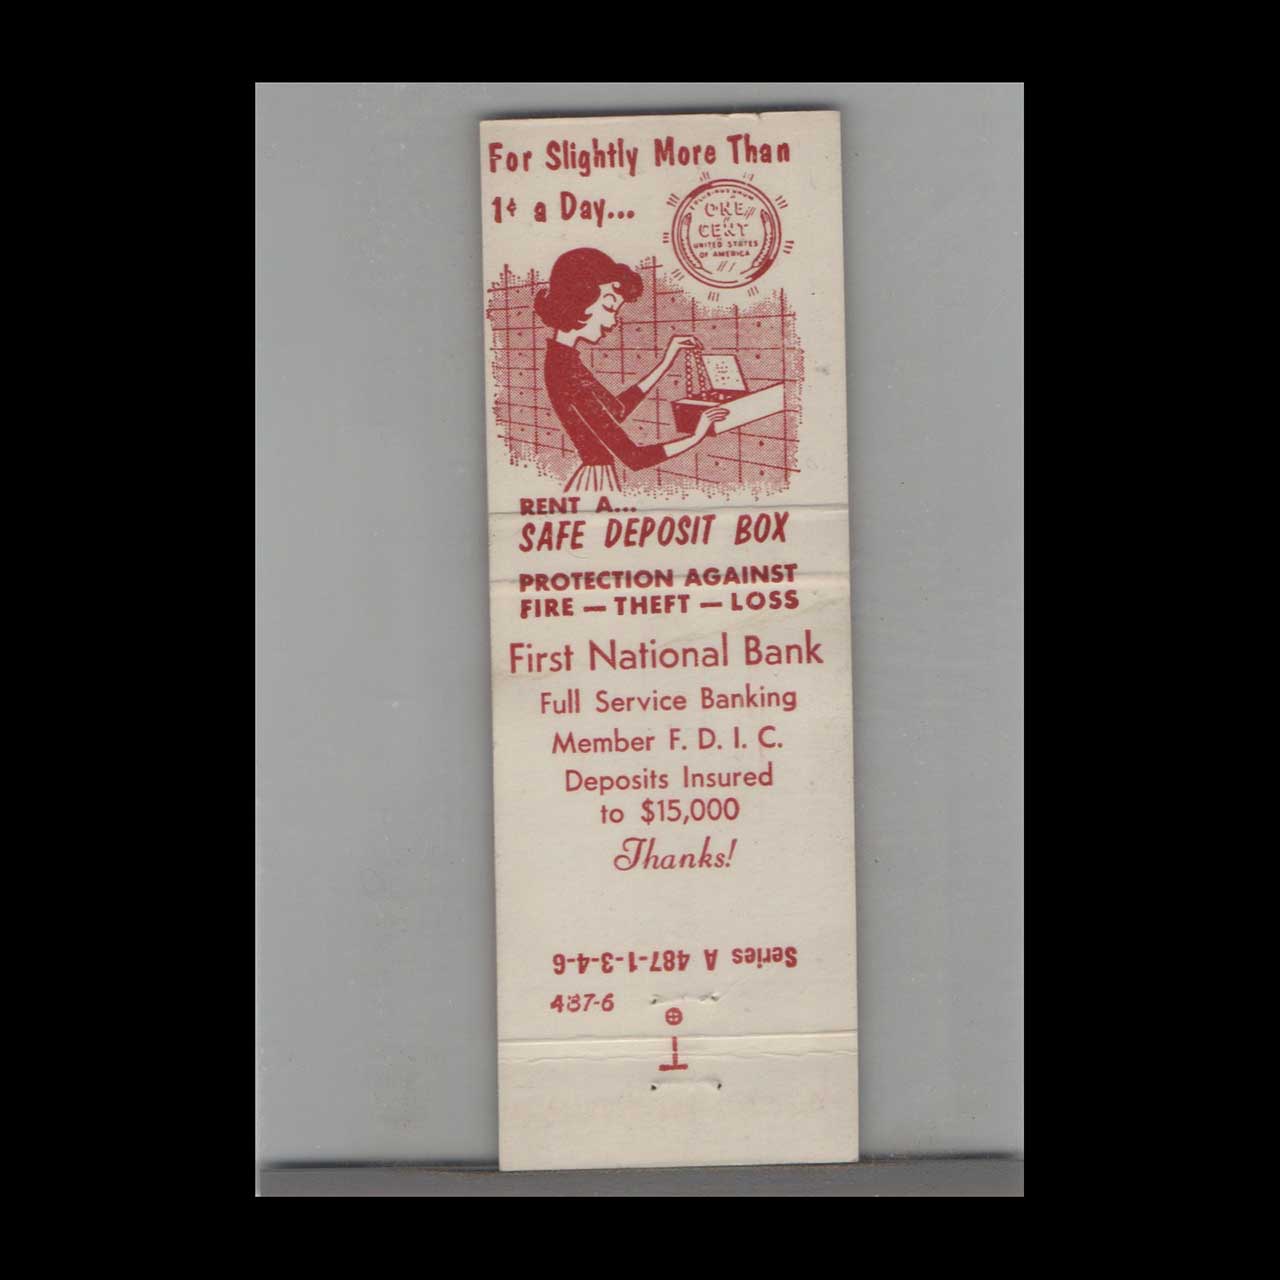 For Slightly More Than
1¢ a Day...
ONE
CENT
UNITED STATES
OF AMERICA
RENT A...
SAFE DEPOSIT BOX
PROTECTION AGAINST
FIRE — THEFT — LOSS
First National Bank
Full Service Banking
Member F. D. I. C.
Deposits Insured
to $15,000
Thanks!
Series A 487-1-3-4-6
487-6
T